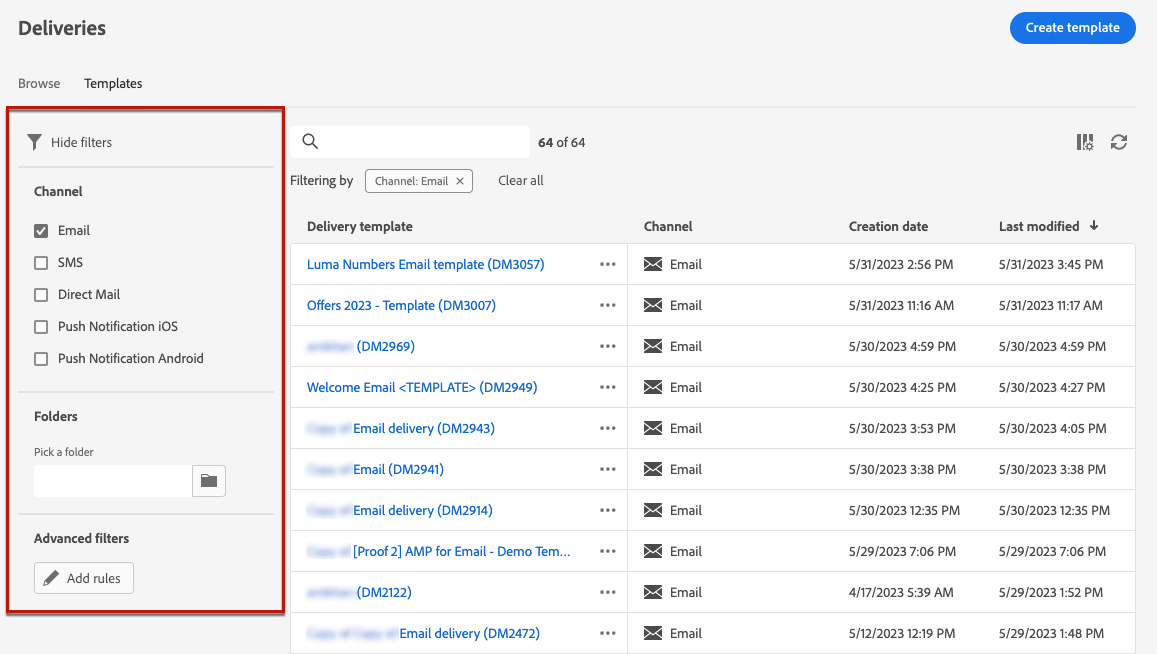 Deliveries
Create template
Browse Templates
Hide filters
Channel
Email
SMS
Direct Mail
Push Notification iOS
Push Notification Android
Folders
Pick a folder
Advanced filters
Add rules
64 of 64
Filtering by Channel: Email Clear all
Delivery template Channel Creation date Last modified
Luma Numbers Email template (DM3057) Email 5/31/2023 2:56 PM 5/31/2023 3:45 PM
Offers 2023 - Template (DM3007) Email 5/31/2023 11:16 AM 5/31/2023 11:17 AM
(DM2969) Email 5/30/2023 4:59 PM 5/30/2023 4:59 PM
Welcome Email <TEMPLATE> (DM2949) Email 5/30/2023 4:25 PM 5/30/2023 4:27 PM
Email delivery (DM2943) Email 5/30/2023 3:53 PM 5/30/2023 4:05 PM
Email (DM2941) Email 5/30/2023 3:38 PM 5/30/2023 3:38 PM
Email delivery (DM2914) Email 5/30/2023 12:35 PM 5/30/2023 12:35 PM
[Proof 2] AMP for Email - Demo Tem... Email 5/29/2023 7:06 PM 5/29/2023 7:06 PM
(DM2122) Email 4/17/2023 5:39 AM 5/29/2023 1:52 PM
Email delivery (DM2472) Email 5/12/2023 12:19 PM 5/29/2023 1:48 PM